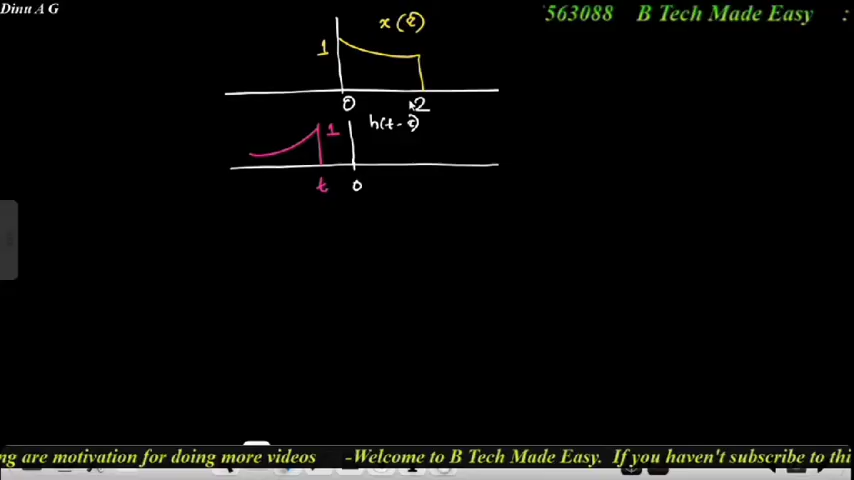 Dinu A G
563088 B Tech Made Easy :
x(τ)
1
0 2
h(t-τ)
1
t 0
ng are motivation for doing more videos -Welcome to B Tech Made Easy. If you haven't subscribe to thi